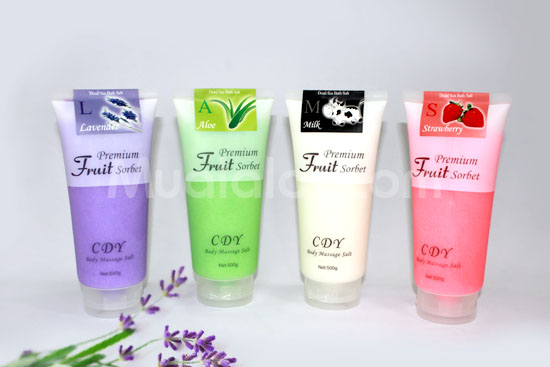 Dead Sea Bath Salt
L
Lavender
Premium
Fruit Sorbet
CDY
Body Massage Salt
Net 500g
Dead Sea Bath Salt
A
Aloe
Premium
Fruit Sorbet
CDY
Body Massage Salt
Net 500g
Dead Sea Bath Salt
M
Milk
Premium
Fruit Sorbet
CDY
Body Massage Salt
Net 500g
Dead Sea Bath Salt
S
Strawberry
Premium
Fruit Sorbet
CDY
Body Massage Salt
Net 500g